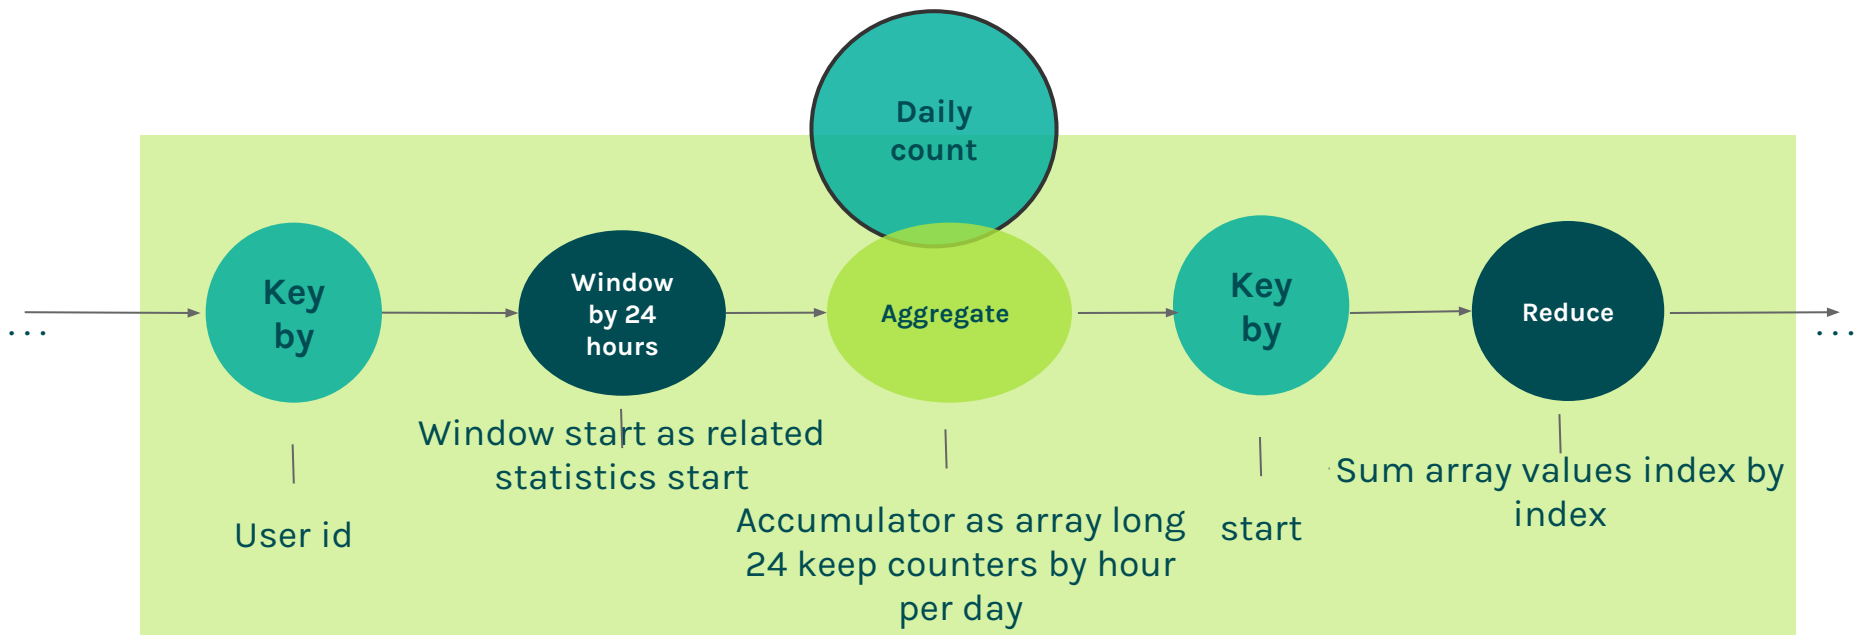 Daily
count
Key
by
Window
by 24
hours
Aggregate
Key
by
Reduce
...
...
User id
Window start as related
statistics start
Accumulator as array long
24 keep counters by hour
per day
start
Sum array values index by
index